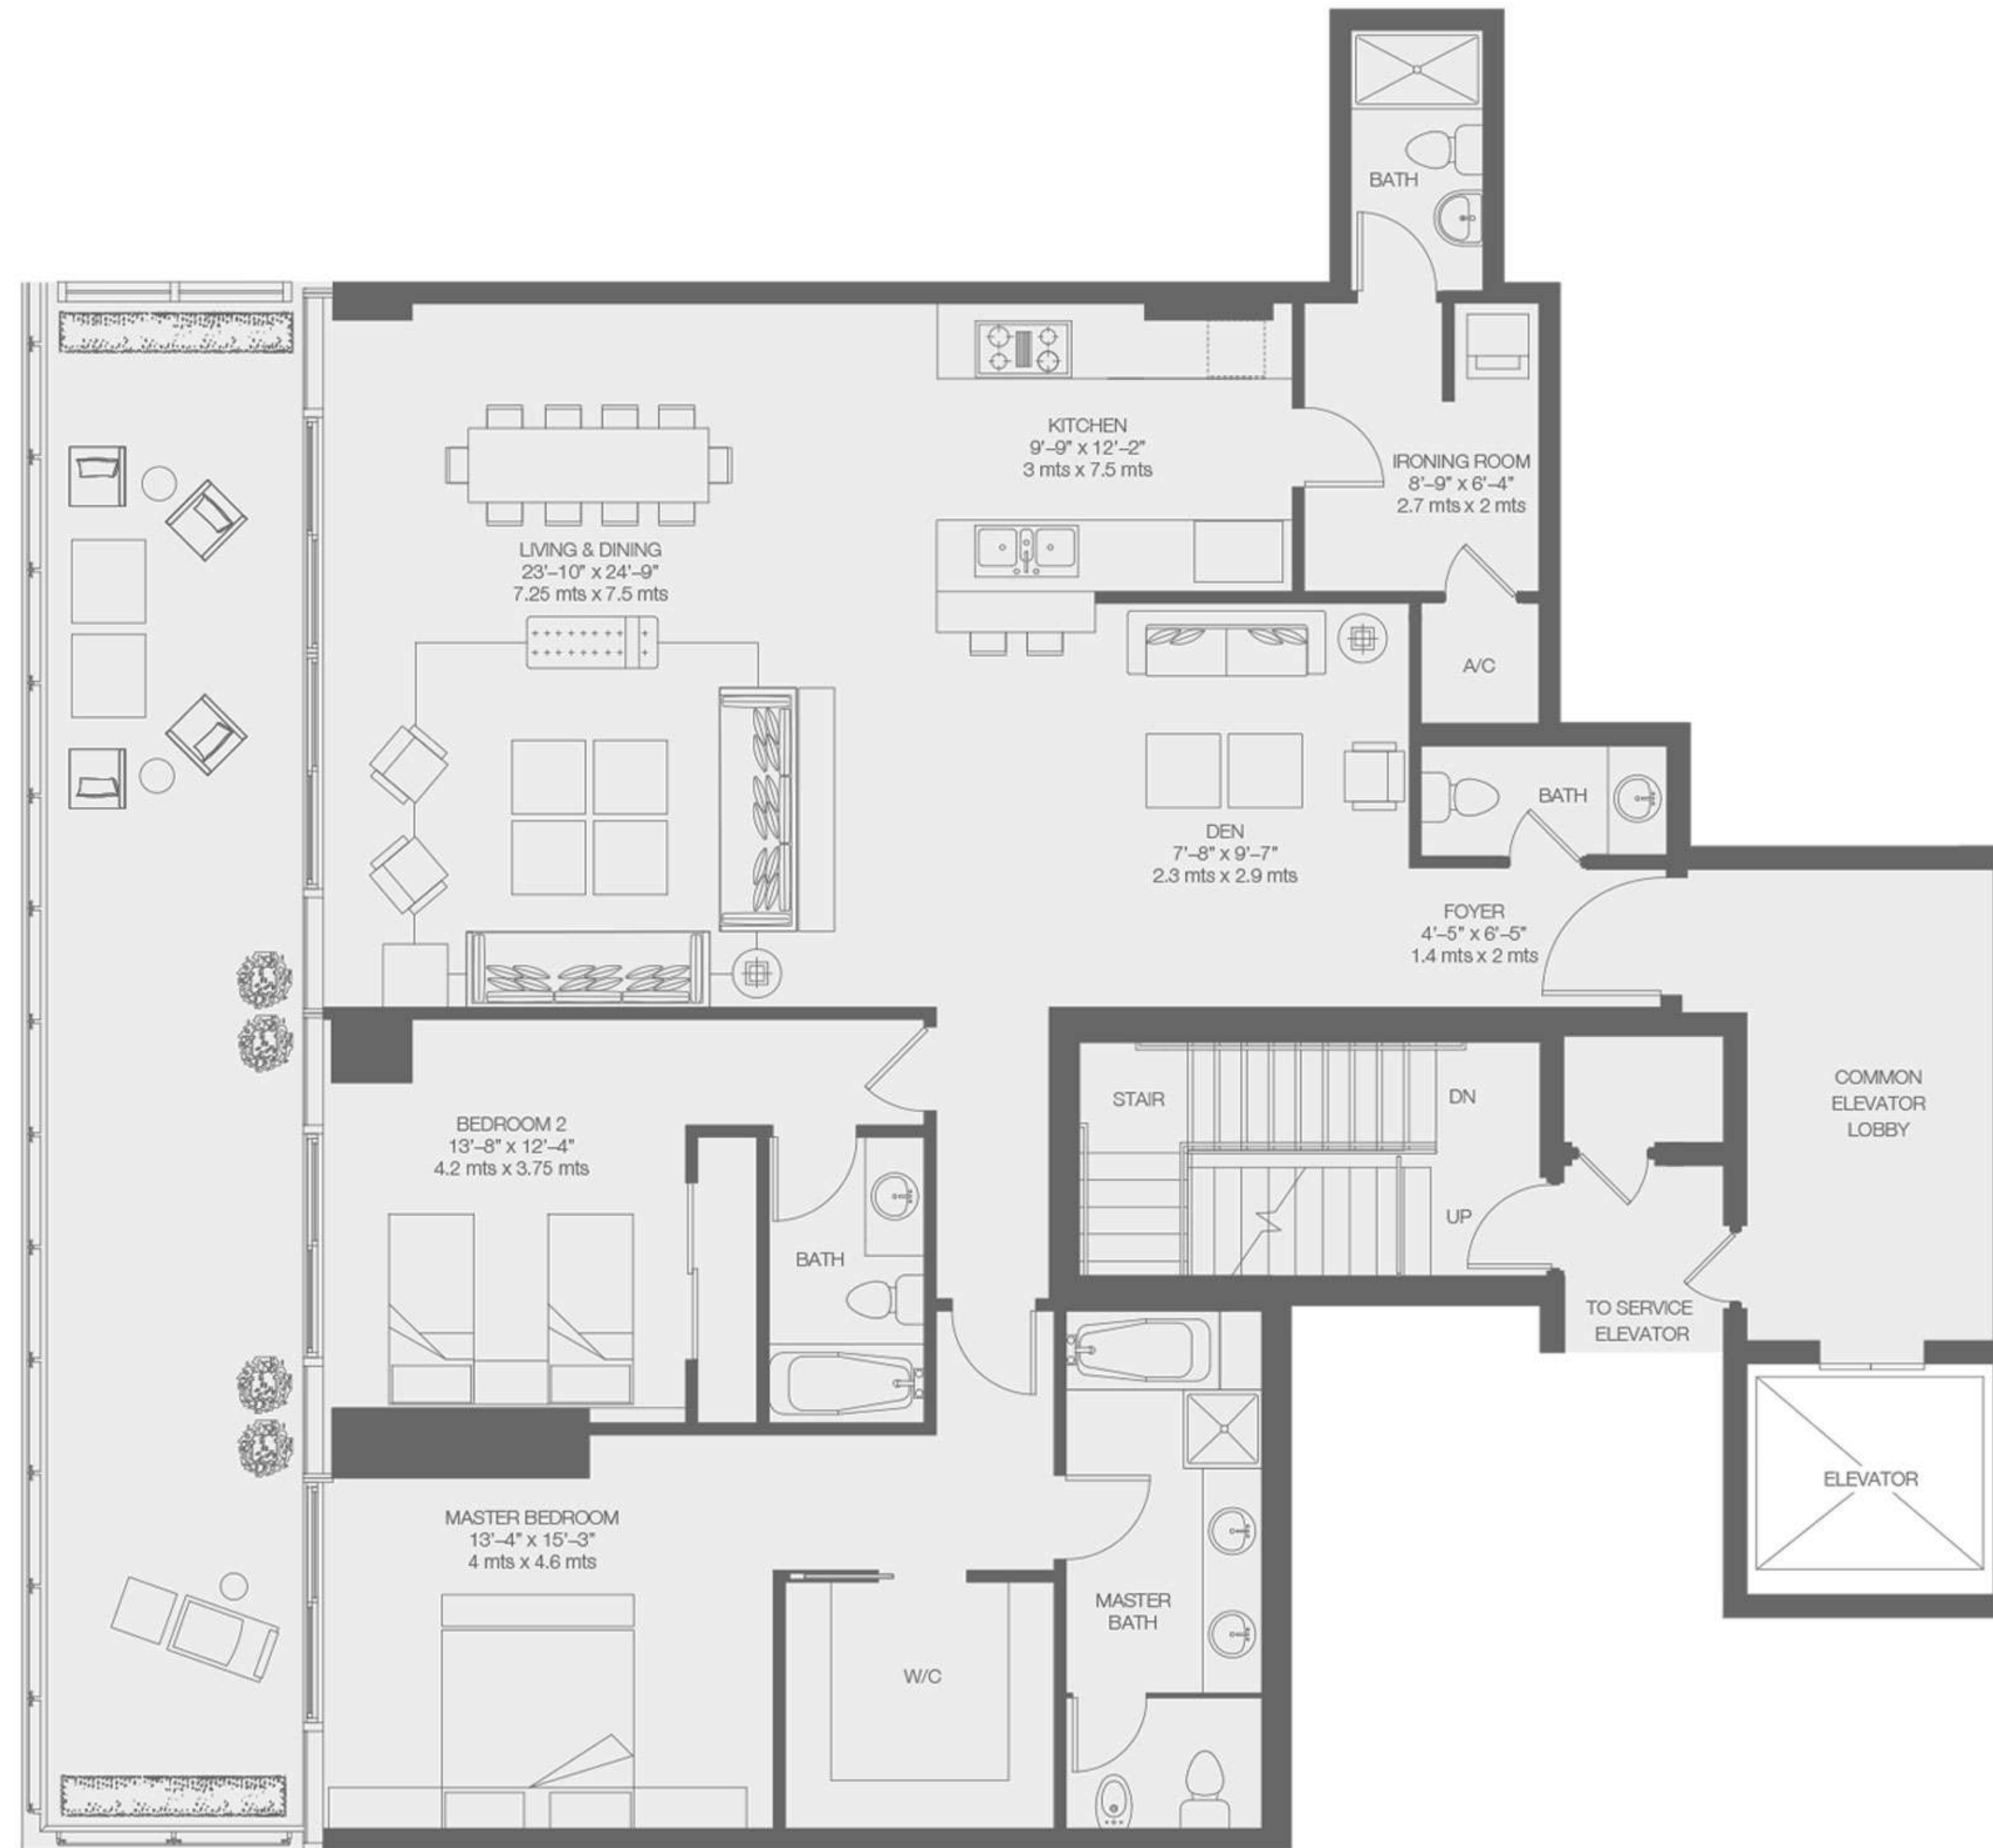 BATH
KITCHEN
9'–9" x 12'–2"
3 mts x 7.5 mts
IRONING ROOM
8'–9" x 6'–4"
2.7 mts x 2 mts
LIVING & DINING
23'–10" x 24'–9"
7.25 mts x 7.5 mts
A/C
BATH
DEN
7'–8" x 9'–7"
2.3 mts x 2.9 mts
FOYER
4'–5" x 6'–5"
1.4 mts x 2 mts
STAIR
DN
COMMON
ELEVATOR
LOBBY
BEDROOM 2
13'–8" x 12'–4"
4.2 mts x 3.75 mts
UP
BATH
TO SERVICE
ELEVATOR
ELEVATOR
MASTER BEDROOM
13'–4" x 15'–3"
4 mts x 4.6 mts
MASTER
BATH
W/C